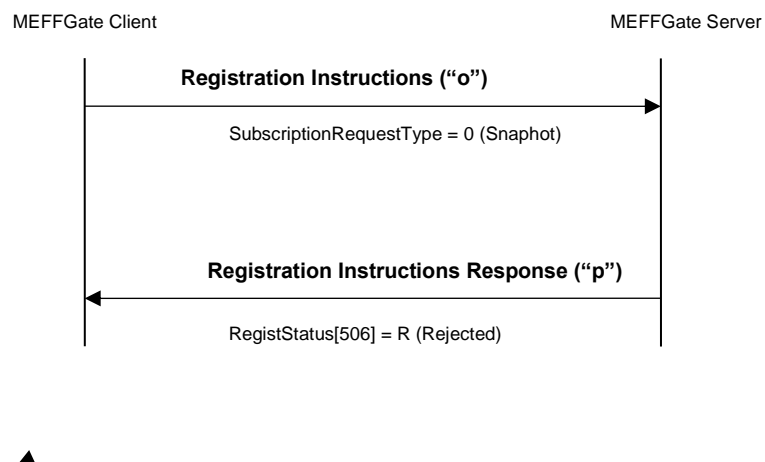 MEFFGate Client
MEFFGate Server
Registration Instructions (“o”)
SubscriptionRequestType = 0 (Snaphot)
Registration Instructions Response (“p”)
RegistStatus[506] = R (Rejected)